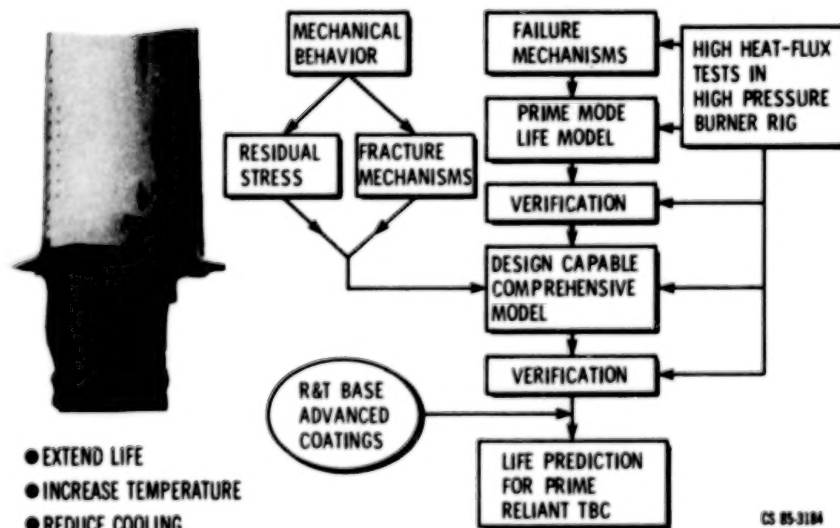 MECHANICAL
BEHAVIOR
RESIDUAL
STRESS
FRACTURE
MECHANISMS
FAILURE
MECHANISMS
PRIME MODE
LIFE MODEL
VERIFICATION
DESIGN CAPABLE
COMPREHENSIVE
MODEL
VERIFICATION
LIFE PREDICTION
FOR PRIME
RELIANT TBC
HIGH HEAT-FLUX
TESTS IN
HIGH PRESSURE
BURNER RIG
R&T BASE
ADVANCED
COATINGS
● EXTEND LIFE
● INCREASE TEMPERATURE
● REDUCE COOLING
CS 85-3184